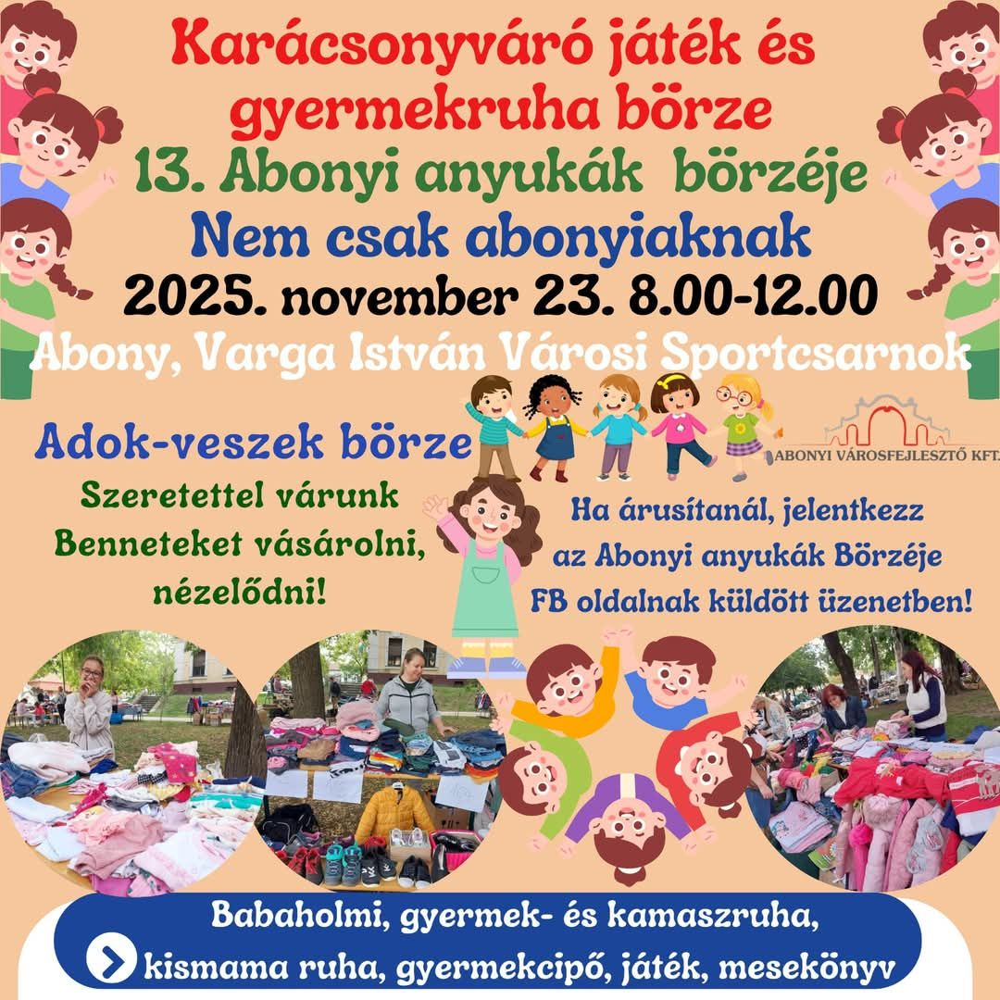 Karácsonyváró játék és
gyermekruha börze
13. Abonyi anyukák börzéje
Nem csak abonyiaknak
2025. november 23. 8.00-12.00
Abony, Varga István Városi Sportcsarnok
Adok-veszek börze
ABONYI VÁROSFEJLESZTŐ KFT.
Szeretettel várunk
Benneteket vásárolni,
nézelődni!
Ha árusítanál, jelentkezz
az Abonyi anyukák Börzéje
FB oldalnak küldött üzenetben!
Babaholmi, gyermek- és kamaszruha,
kismama ruha, gyermekcipő, játék, mesekönyv